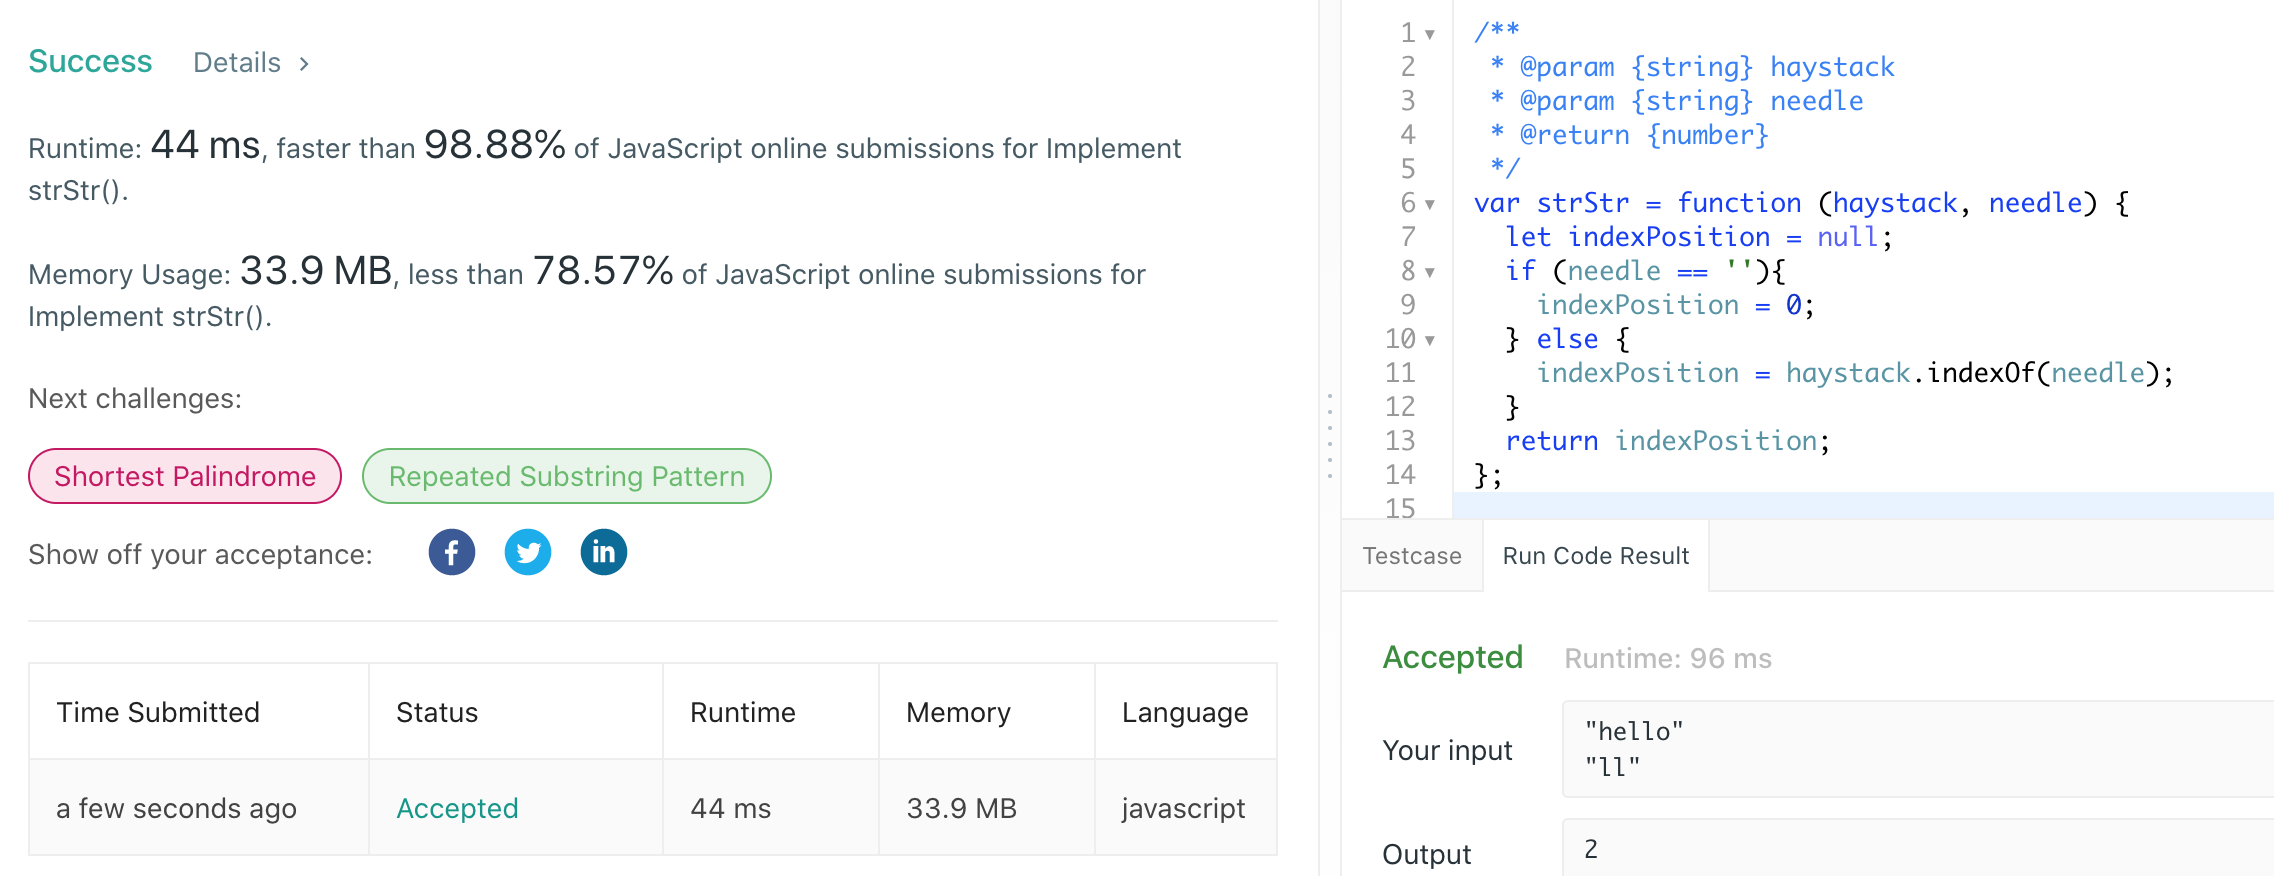 Success Details >
Runtime: 44 ms, faster than 98.88% of JavaScript online submissions for Implement
strStr().
Memory Usage: 33.9 MB, less than 78.57% of JavaScript online submissions for
Implement strStr().
Next challenges:
Shortest Palindrome Repeated Substring Pattern
Show off your acceptance: f in
Time Submitted Status Runtime Memory Language
a few seconds ago Accepted 44 ms 33.9 MB javascript
1 /**
2  * @param {string} haystack
3  * @param {string} needle
4  * @return {number}
5  */
6 var strStr = function (haystack, needle) {
7   let indexPosition = null;
8   if (needle == ''){
9     indexPosition = 0;
10   } else {
11     indexPosition = haystack.indexOf(needle);
12   }
13   return indexPosition;
14 };
15
Testcase Run Code Result
Accepted Runtime: 96 ms
Your input
"hello"
"ll"
Output
2